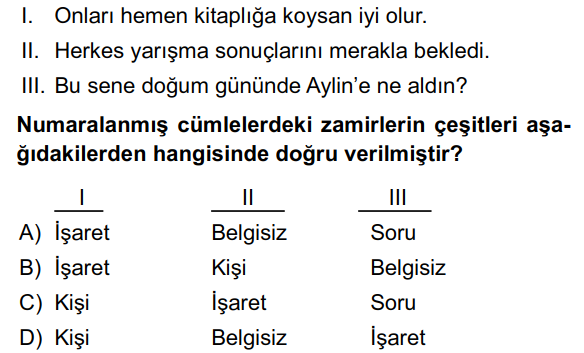 I. Onları hemen kitaplığa koysan iyi olur.
II. Herkes yarışma sonuçlarını merakla bekledi.
III. Bu sene doğum gününde Aylin’e ne aldın?
Numaralanmış cümlelerdeki zamirlerin çeşitleri aşa-
ğıdakilerden hangisinde doğru verilmiştir?
I II III
A) İşaret Belgisiz Soru
B) İşaret Kişi Belgisiz
C) Kişi İşaret Soru
D) Kişi Belgisiz İşaret